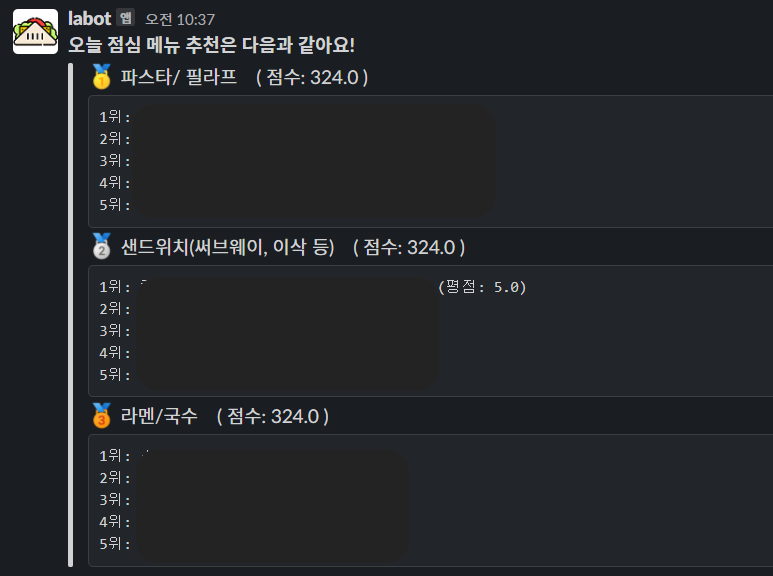 labot 앱 오전 10:37
오늘 점심 메뉴 추천은 다음과 같아요!
1 파스타/ 필라프 ( 점수: 324.0 )
1위:
2위:
3위:
4위:
5위:
2 샌드위치(써브웨이, 이삭 등) ( 점수: 324.0 )
1위: (평점: 5.0)
2위:
3위:
4위:
5위:
3 라멘/국수 ( 점수: 324.0 )
1위:
2위:
3위:
4위:
5위: